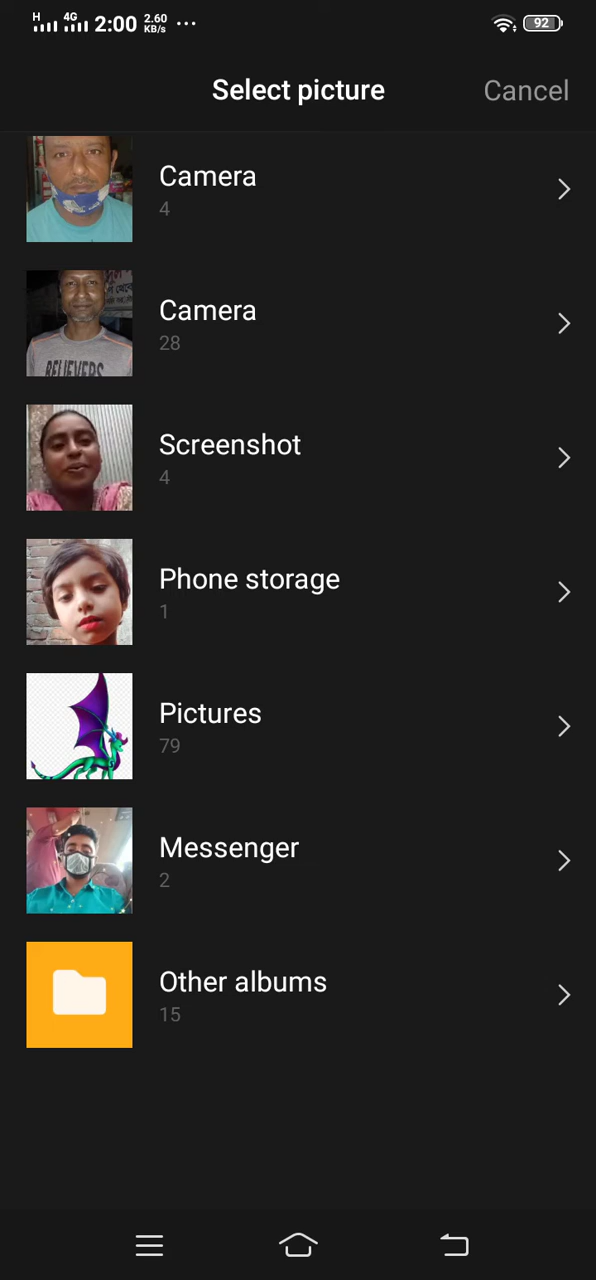 H 4G 2:00 2.60 KB/s ... 92
Select picture Cancel
Camera
4
Camera
28
BELIEVERS
Screenshot
4
Phone storage
1
Pictures
79
Messenger
2
Other albums
15